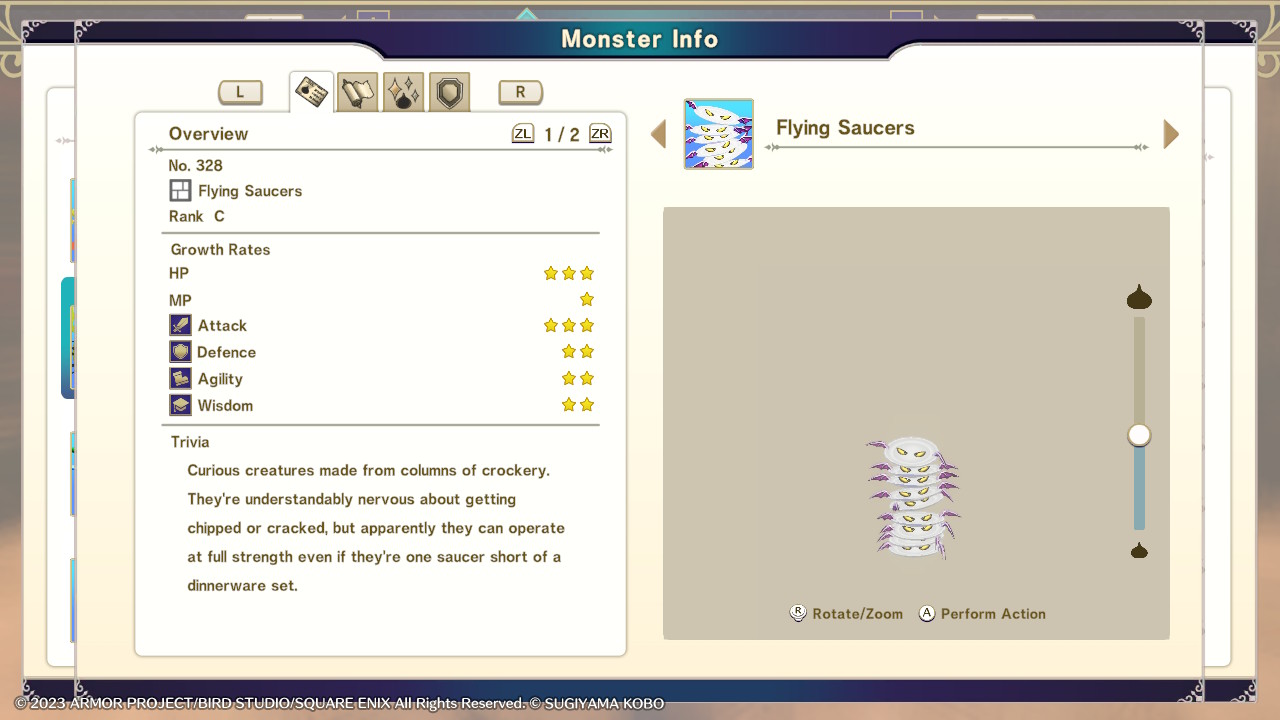 Monster Info
L
R
Overview
ZL 1 / 2 ZR
No. 328
Flying Saucers
Rank C
Growth Rates
HP
MP
Attack
Defence
Agility
Wisdom
Trivia
Curious creatures made from columns of crockery.
They're understandably nervous about getting
chipped or cracked, but apparently they can operate
at full strength even if they're one saucer short of a
dinnerware set.
Flying Saucers
R Rotate/Zoom A Perform Action
© 2023 ARMOR PROJECT/BIRD STUDIO/SQUARE ENIX All Rights Reserved. © SUGIYAMA KOBO